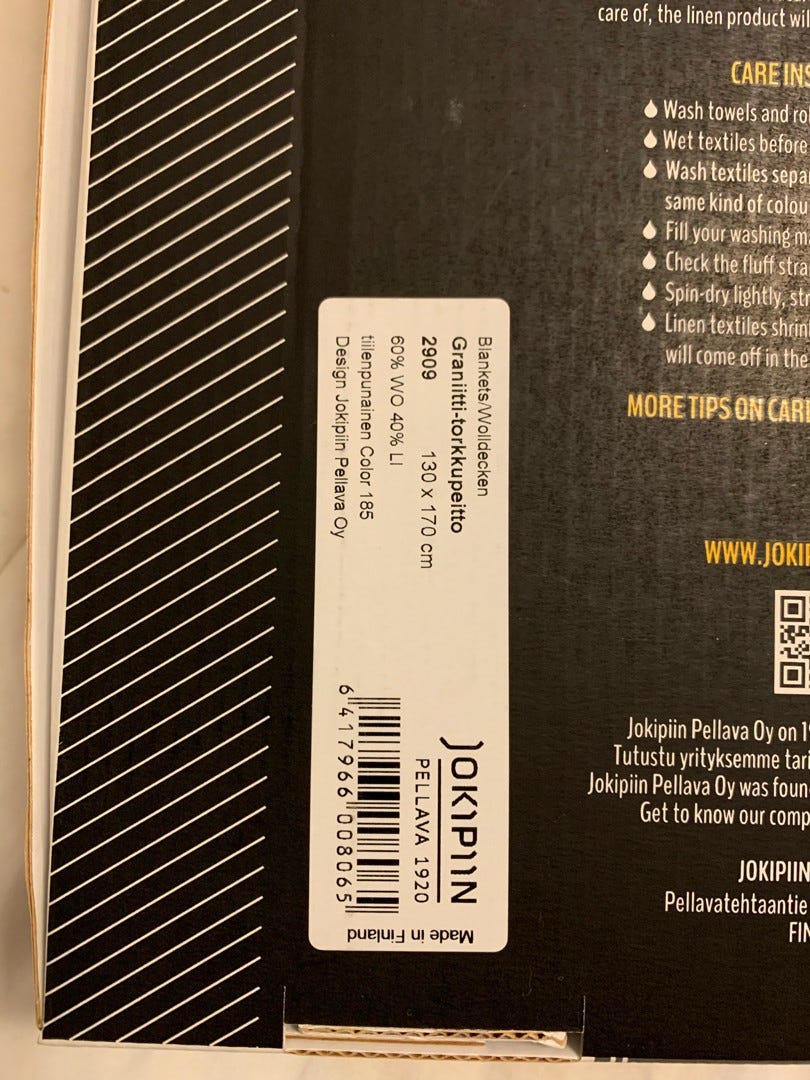 care of, the linen product wil
CARE INS
Wash towels and ro
Wet textiles before
Wash textiles sepa
same kind of colou
Fill your washing m
Check the fluff stra
Spin-dry lightly, str
Linen textiles shrin
will come off in the
MORE TIPS ON CAR
WWW.JOKIP
Jokipiin Pellava Oy on 19
Tutustu yrityksemme tari
Jokipiin Pellava Oy was foun
Get to know our comp
JOKIPIIN
Pellavatehtaantie
FIN
Blankets/Wolldecken
Graniitti-torkkupeitto
2909 130 x 170 cm
60% WO 40% LI
tiilenpunainen Color 185
Design Jokipiin Pellava Oy
JOKIPIIN
PELLAVA 1920
6 417966 008065
Made in Finland